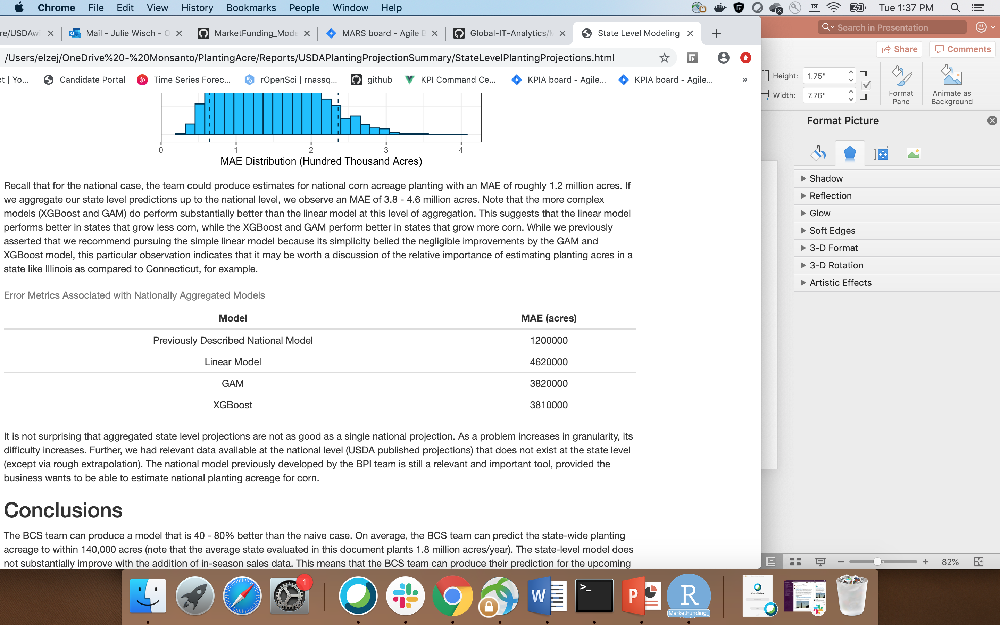 Chrome File Edit View History Bookmarks People Window Help Tue 1:37 PM
re/USDAwi Mail - Julie Wisch - O MarketFunding_Mode MARS board - Agile B Global-IT-Analytics/M State Level Modeling
Search in Presentation
/Users/elzej/OneDrive%20-%20Monsanto/PlantingAcre/Reports/USDAPlantingProjectionSummary/StateLevelPlantingProjections.html
Share Comments
ct | Yo... Candidate Portal Time Series Forec... rOpenSci | rnassq... github KPI Command Ce... KPIA board - Agile... KPIA board - Agile... »
Height: 1.75"
Width: 7.76"
Format Pane
Animate as Background
Format Picture
Shadow
Reflection
Glow
Soft Edges
3-D Format
3-D Rotation
Artistic Effects
0 1 2 3 4
MAE Distribution (Hundred Thousand Acres)
Recall that for the national case, the team could produce estimates for national corn acreage planting with an MAE of roughly 1.2 million acres. If
we aggregate our state level predictions up to the national level, we observe an MAE of 3.8 - 4.6 million acres. Note that the more complex
models (XGBoost and GAM) do perform substantially better than the linear model at this level of aggregation. This suggests that the linear model
performs better in states that grow less corn, while the XGBoost and GAM perform better in states that grow more corn. While we previously
asserted that we recommend pursuing the simple linear model because its simplicity belied the negligible improvements by the GAM and
XGBoost model, this particular observation indicates that it may be worth a discussion of the relative importance of estimating planting acres in a
state like Illinois as compared to Connecticut, for example.
Error Metrics Associated with Nationally Aggregated Models
Model MAE (acres)
Previously Described National Model 1200000
Linear Model 4620000
GAM 3820000
XGBoost 3810000
It is not surprising that aggregated state level projections are not as good as a single national projection. As a problem increases in granularity, its
difficulty increases. Further, we had relevant data available at the national level (USDA published projections) that does not exist at the state level
(except via rough extrapolation). The national model previously developed by the BPI team is still a relevant and important tool, provided the
business wants to be able to estimate national planting acreage for corn.
Conclusions
The BCS team can produce a model that is 40 - 80% better than the naive case. On average, the BCS team can predict the state-wide planting
acreage to within 140,000 acres (note that the average state evaluated in this document plants 1.8 million acres/year). The state-level model does
not substantially improve with the addition of in-season sales data. This means that the BCS team can produce their prediction for the upcoming
82%
1
W
>_
P
R
MarketFunding_
Cisco Webex